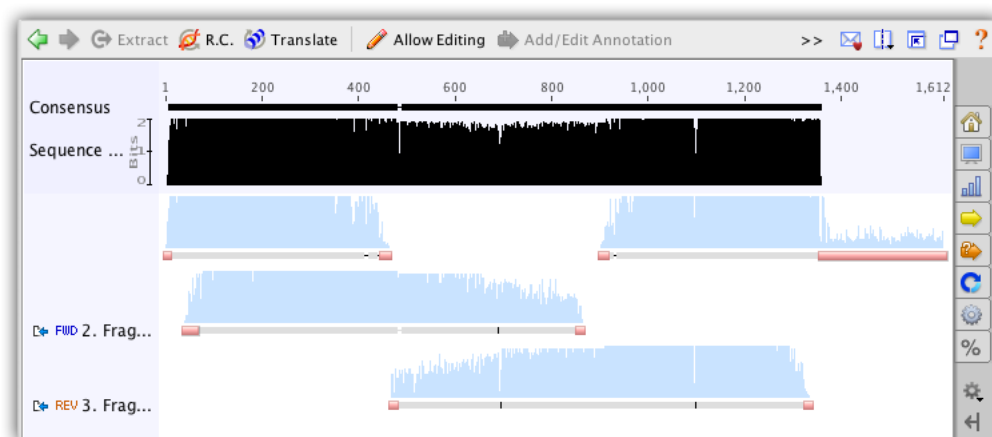 Extract R.C. Translate Allow Editing Add/Edit Annotation >> ?
1 200 400 600 800 1,000 1,200 1,400 1,612
Consensus
Sequence ... Bits 2 1 0
FWD 2. Frag...
REV 3. Frag...
%